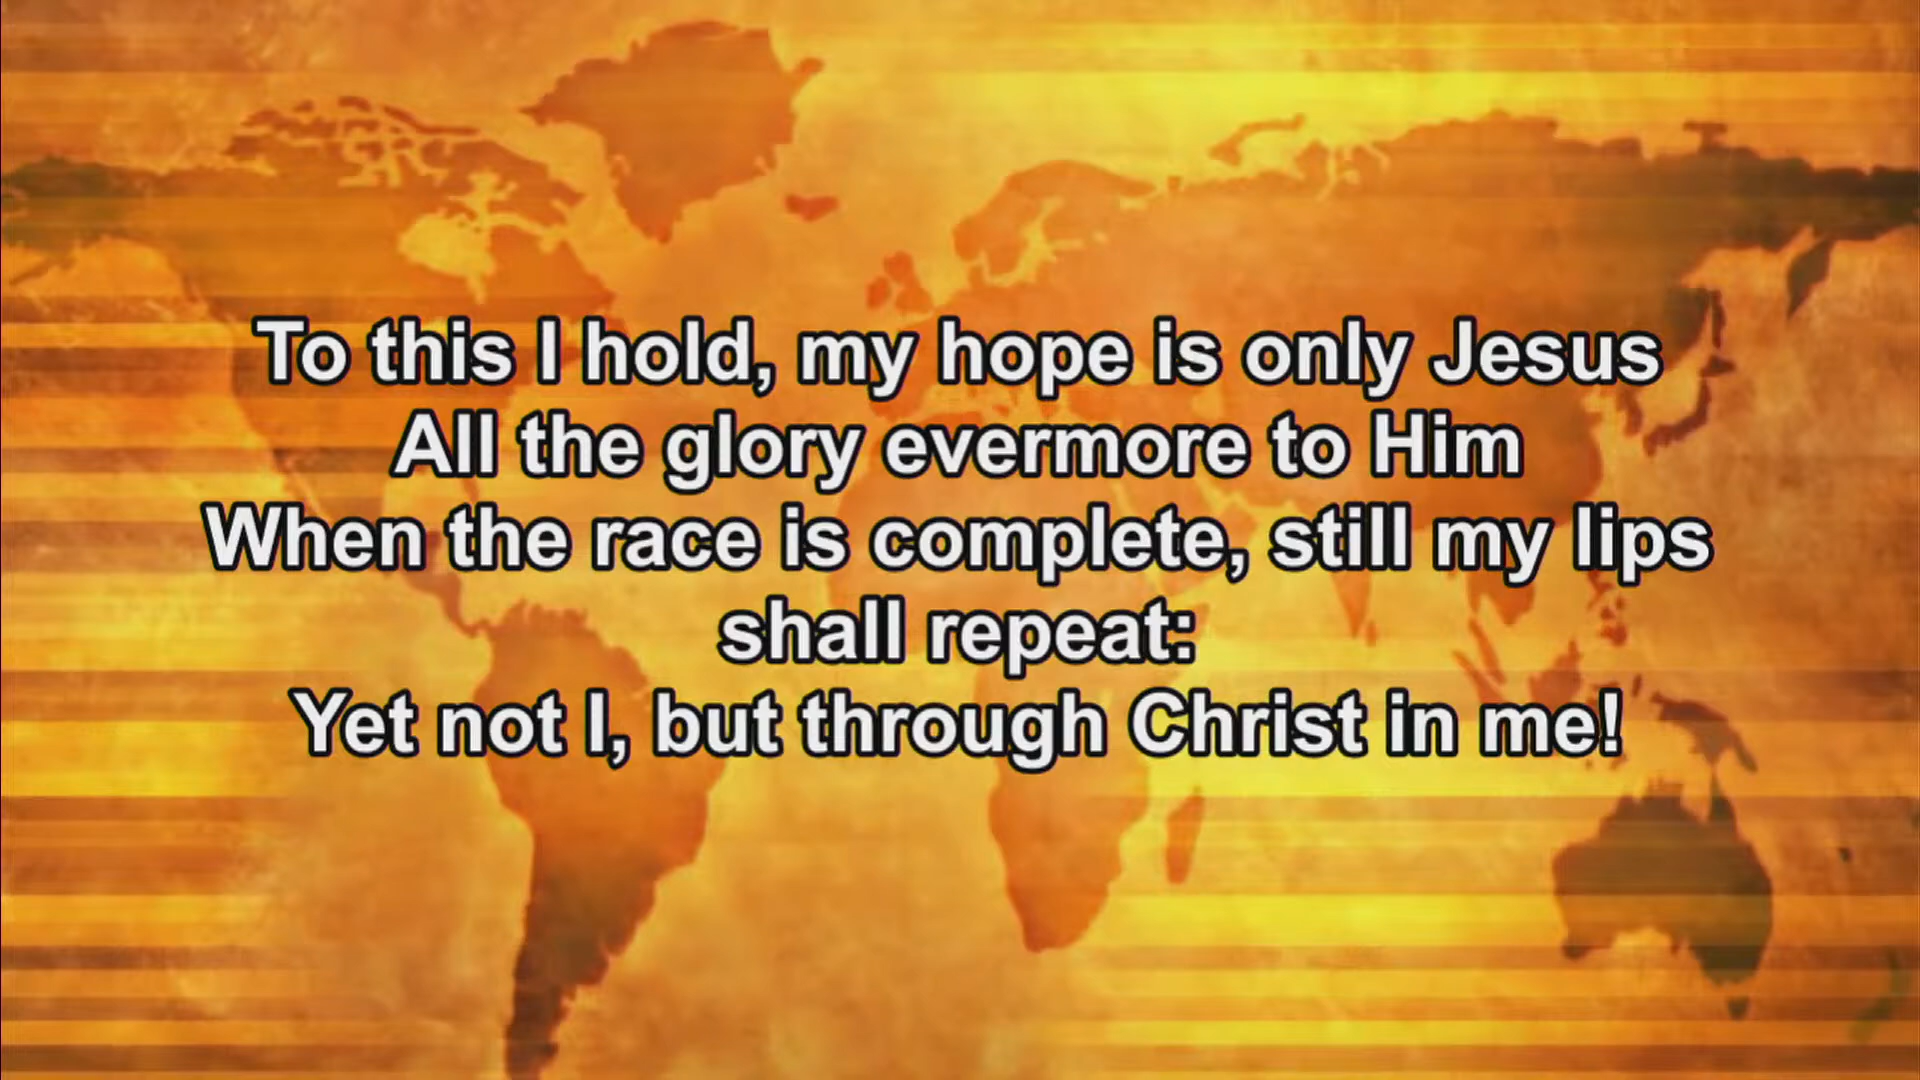 To this I hold, my hope is only Jesus
All the glory evermore to Him
When the race is complete, still my lips
shall repeat:
Yet not I, but through Christ in me!